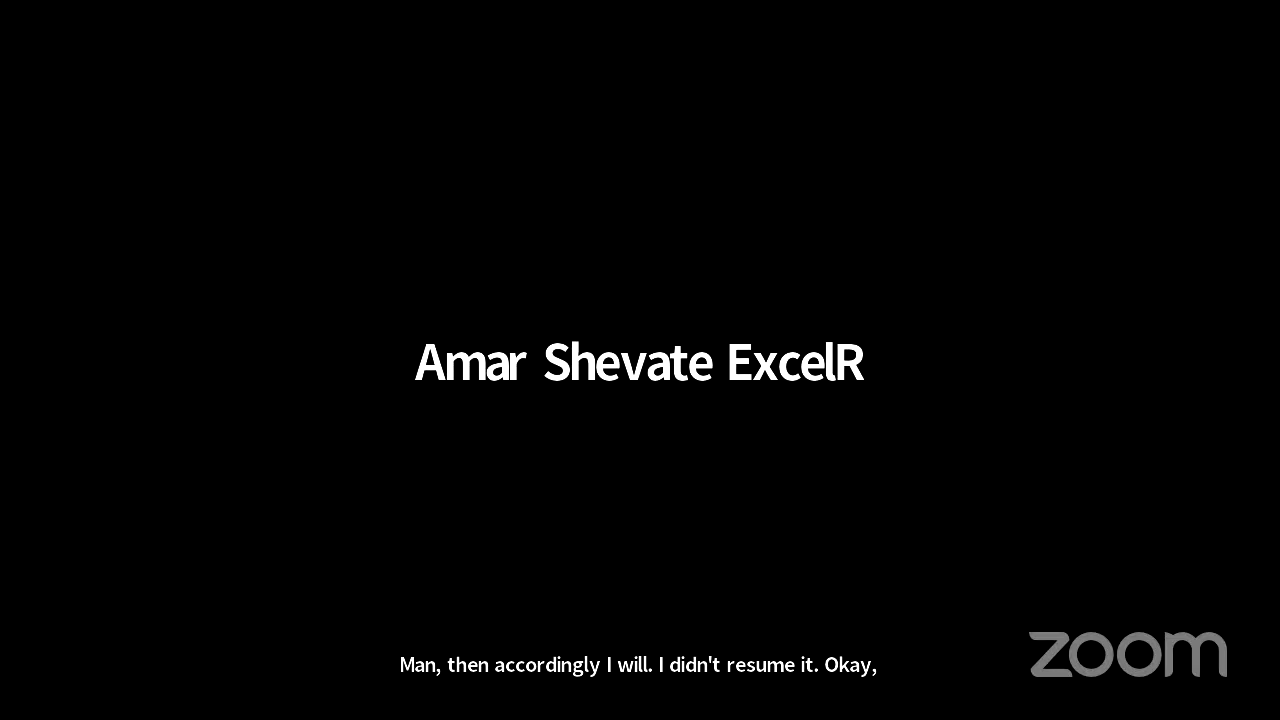 Amar Shevate ExcelR
Man, then accordingly I will. I didn't resume it. Okay,
zoom